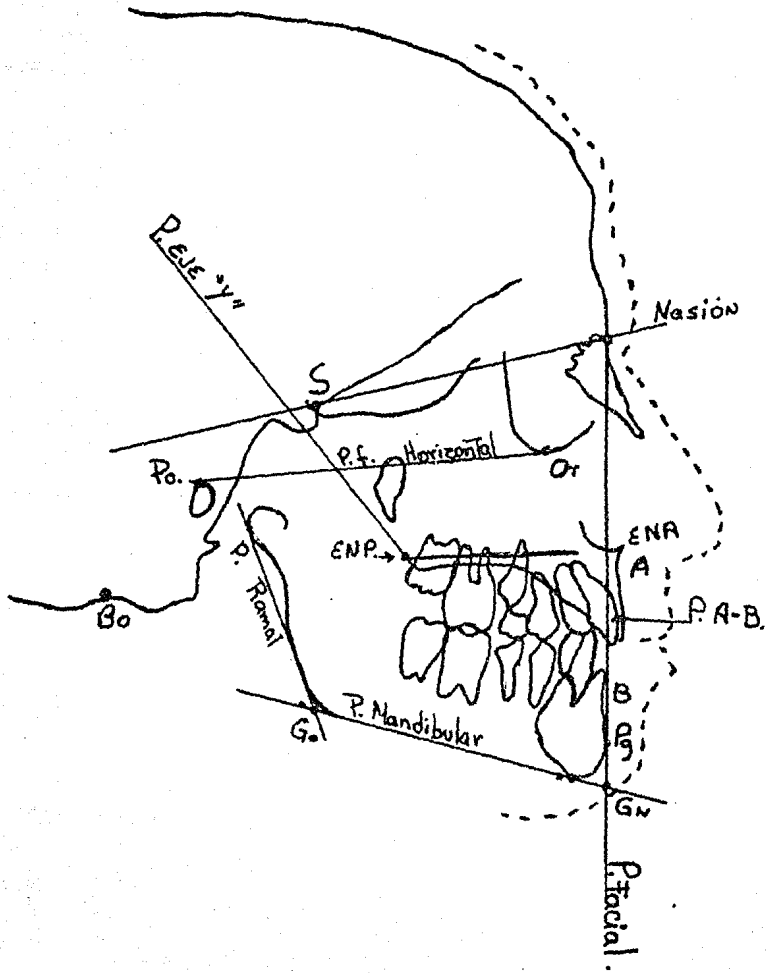 P. EJE "Y"
Nasión
S
Po.
P.f. Horizontal
Or
ENP.
ENA
A
P. Ramal
Bo
P. A-B.
B
P. Mandibular
Go
Pg
GN
P. Facial.